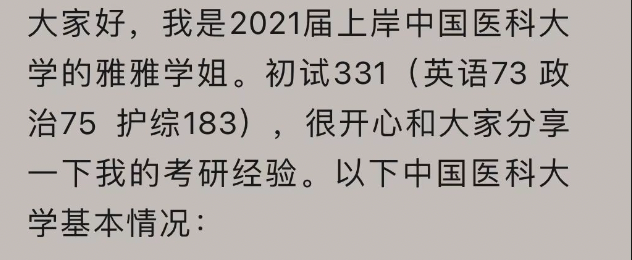 大家好，我是2021届上岸中国医科大
学的雅雅学姐。初试331（英语73 政
治75  护综183），很开心和大家分享
一下我的考研经验。以下中国医科大
学基本情况：